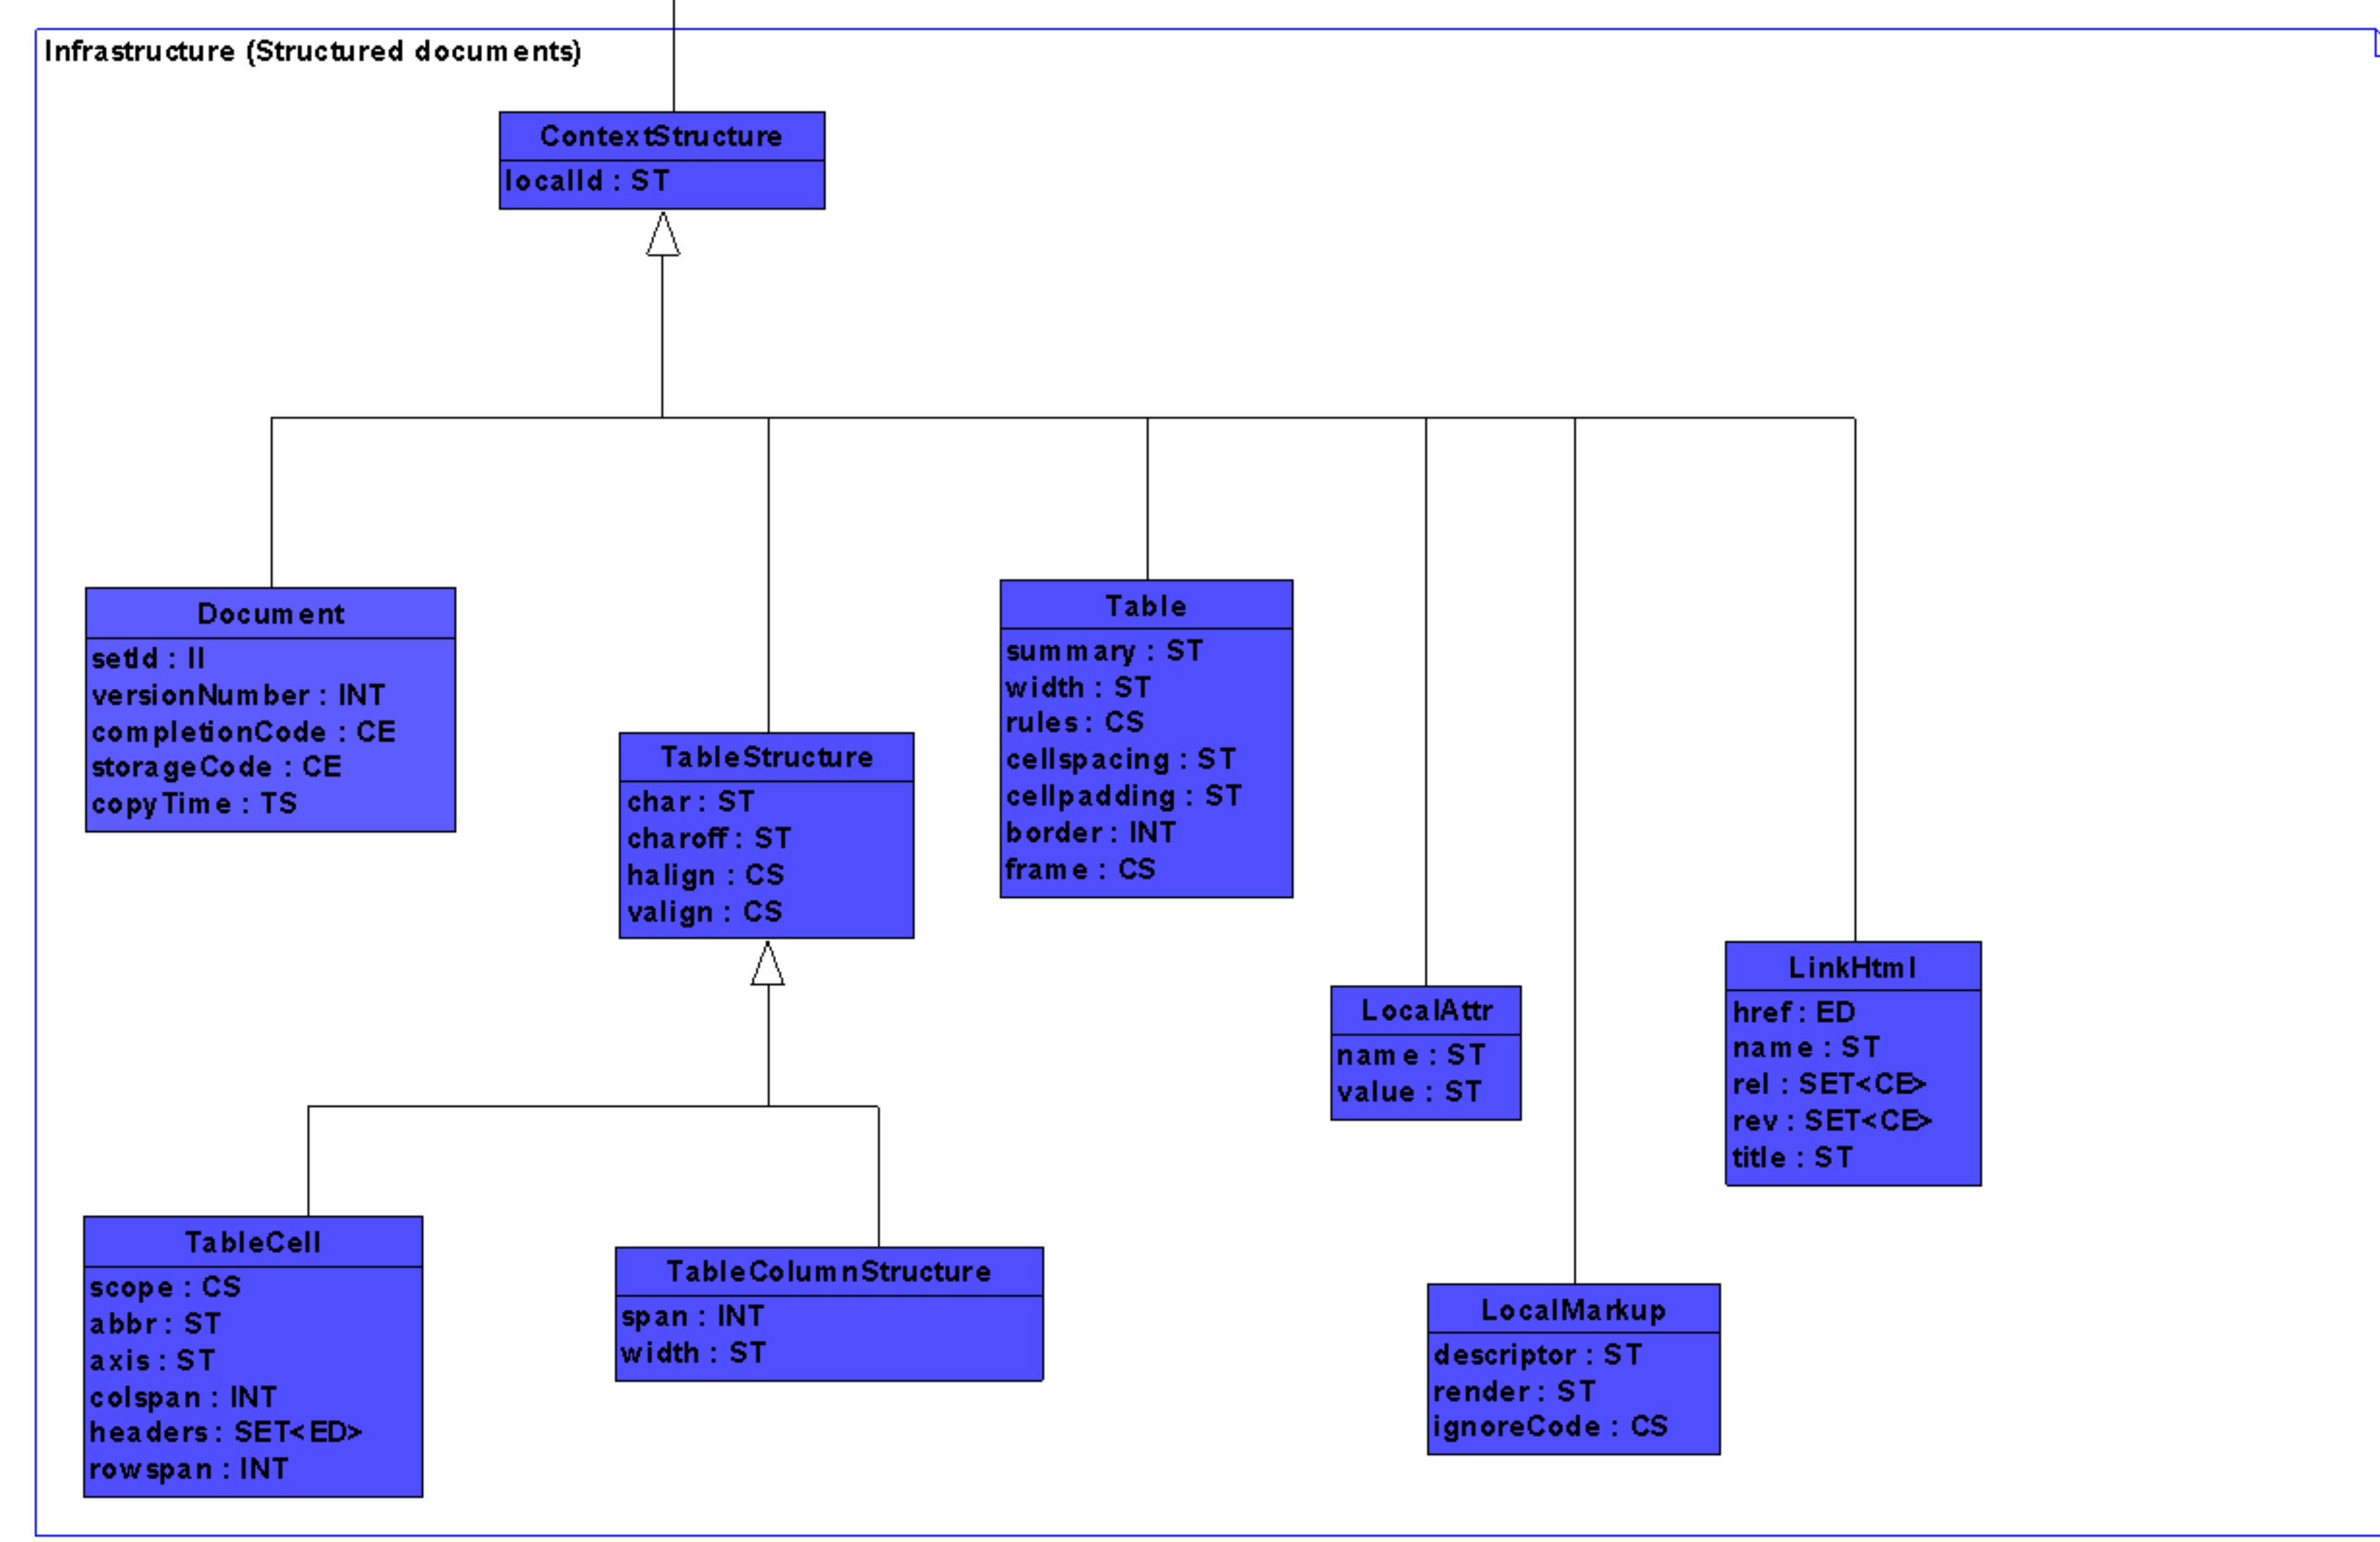 Infrastructure (Structured documents)
ContextStructure
localId : ST
Document
setId : II
versionNumber : INT
completionCode : CE
storageCode : CE
copyTime : TS
TableStructure
char : ST
charoff : ST
halign : CS
valign : CS
Table
summary : ST
width : ST
rules : CS
cellspacing : ST
cellpadding : ST
border : INT
frame : CS
LocalAttr
name : ST
value : ST
LinkHtml
href : ED
name : ST
rel : SET<CE>
rev : SET<CE>
title : ST
TableCell
scope : CS
abbr : ST
axis : ST
colspan : INT
headers : SET<ED>
rowspan : INT
TableColumnStructure
span : INT
width : ST
LocalMarkup
descriptor : ST
render : ST
ignoreCode : CS